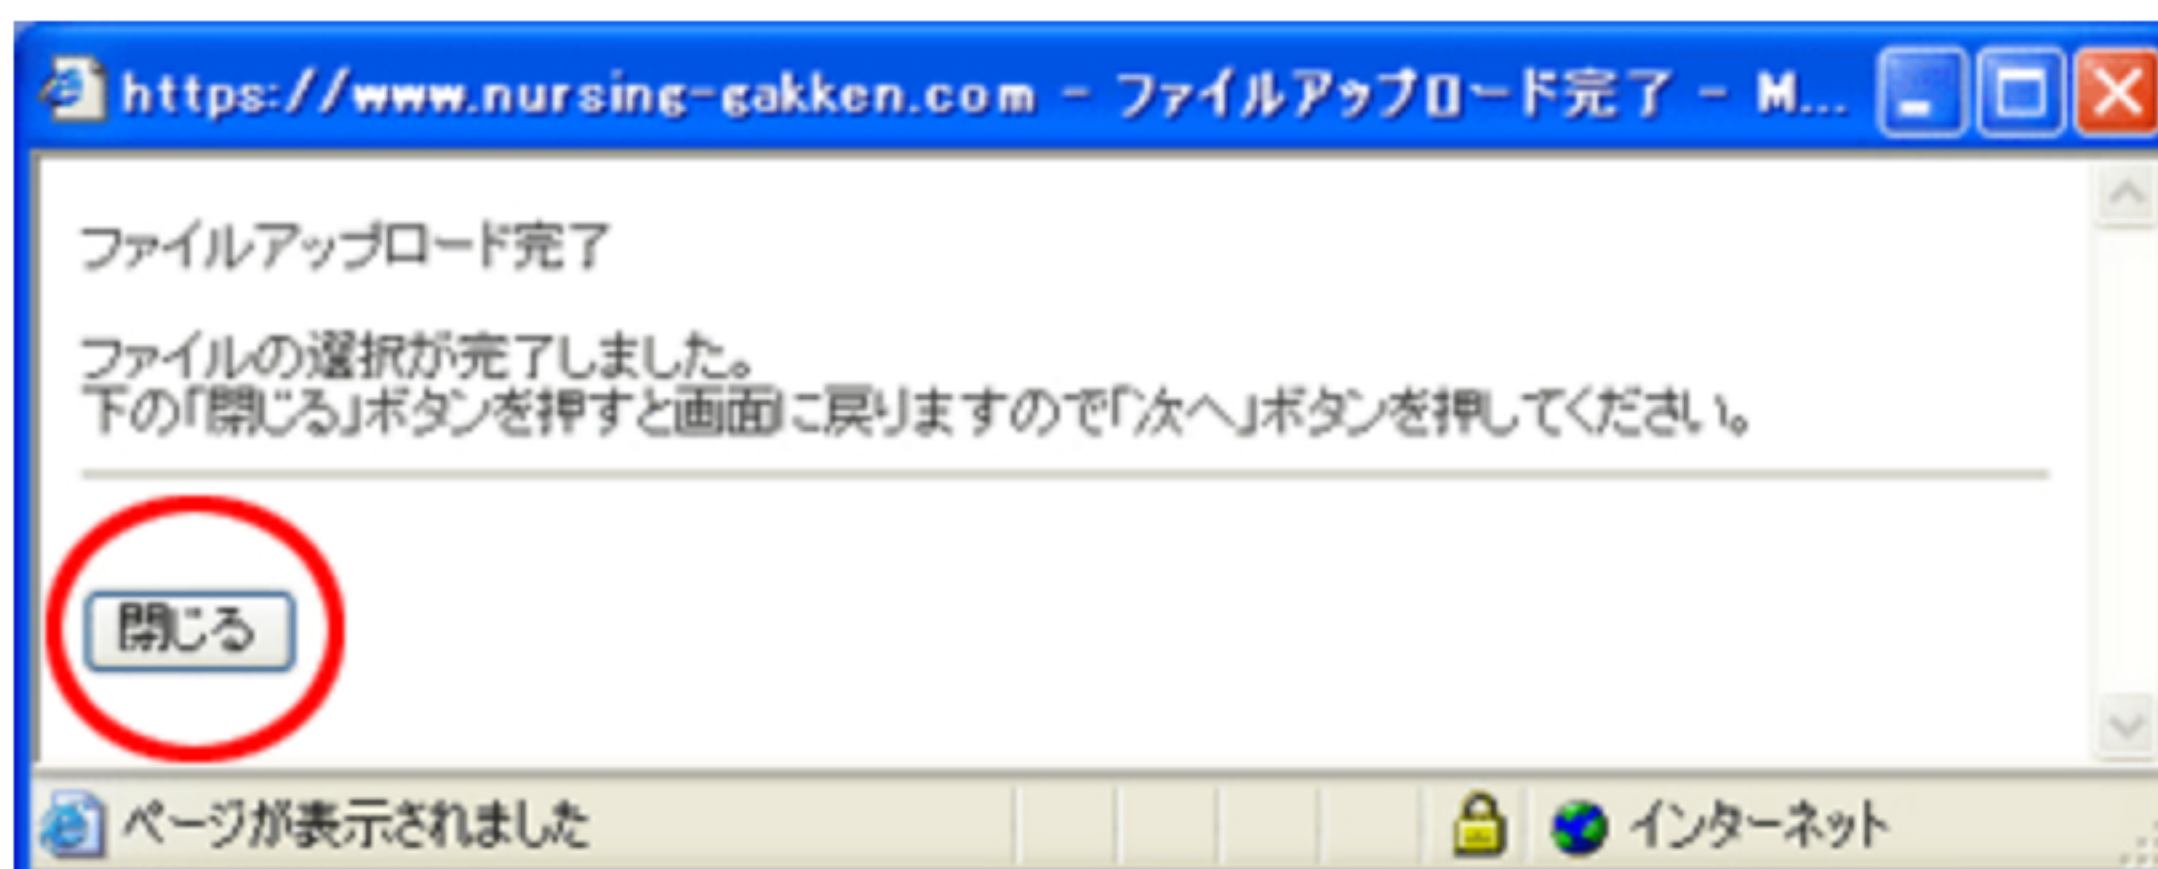 https://www.nursing-gakken.com - ファイルアップロード完了 - M...
ファイルアップロード完了
ファイルの選択が完了しました。
下の「閉じる」ボタンを押すと画面に戻りますので「次へ」ボタンを押してください。
閉じる
ページが表示されました
インターネット